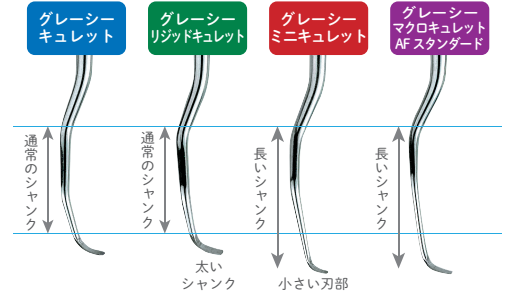 グレーシー
キュレット
グレーシー
リジッドキュレット
グレーシー
ミニキュレット
グレーシー
マクロキュレット
AFスタンダード
通常のシャンク
通常のシャンク
長いシャンク
長いシャンク
太い
シャンク
小さい刃部